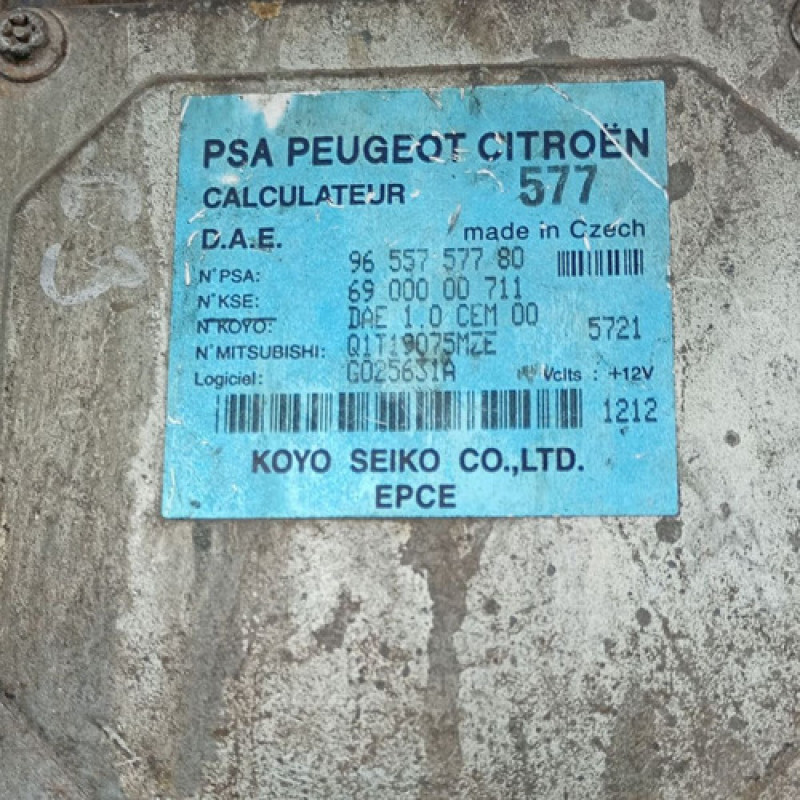 PSA PEUGEOT CITROËN
CALCULATEUR 577
D.A.E. made in Czech
N°PSA: 96 557 577 80
N°KSE: 69 000 00 711
N°KOYO: DAE 1.0 CEM 00 5721
N°MITSUBISHI: Q1T19075MZE
Logiciel: G025631A Volts : +12V
1212
KOYO SEIKO CO.,LTD.
EPCE